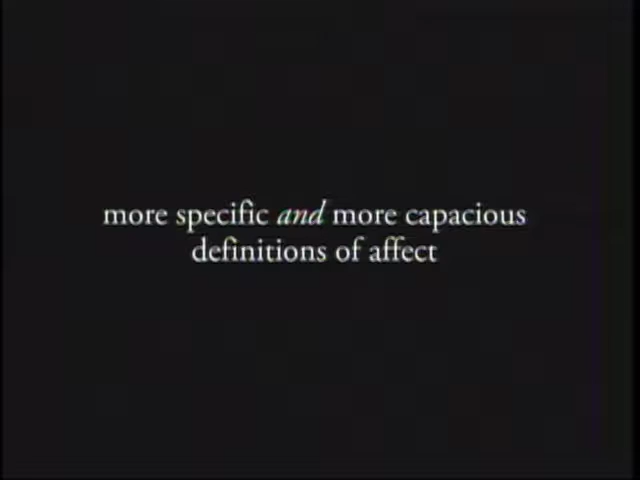 more specific and more capacious
definitions of affect